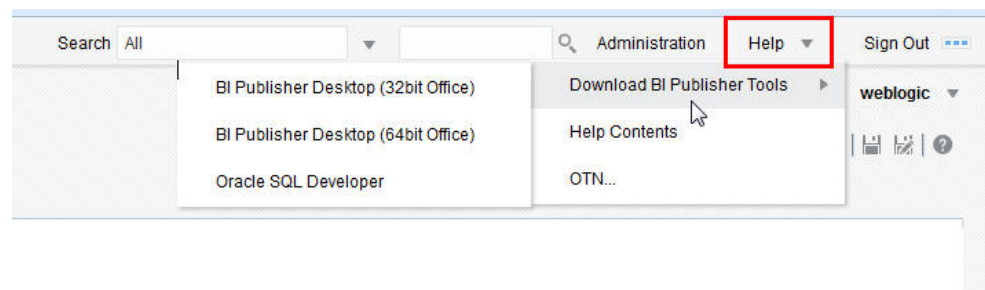 Search All Administration Help Sign Out
BI Publisher Desktop (32bit Office) Download BI Publisher Tools weblogic
BI Publisher Desktop (64bit Office) Help Contents
Oracle SQL Developer OTN...